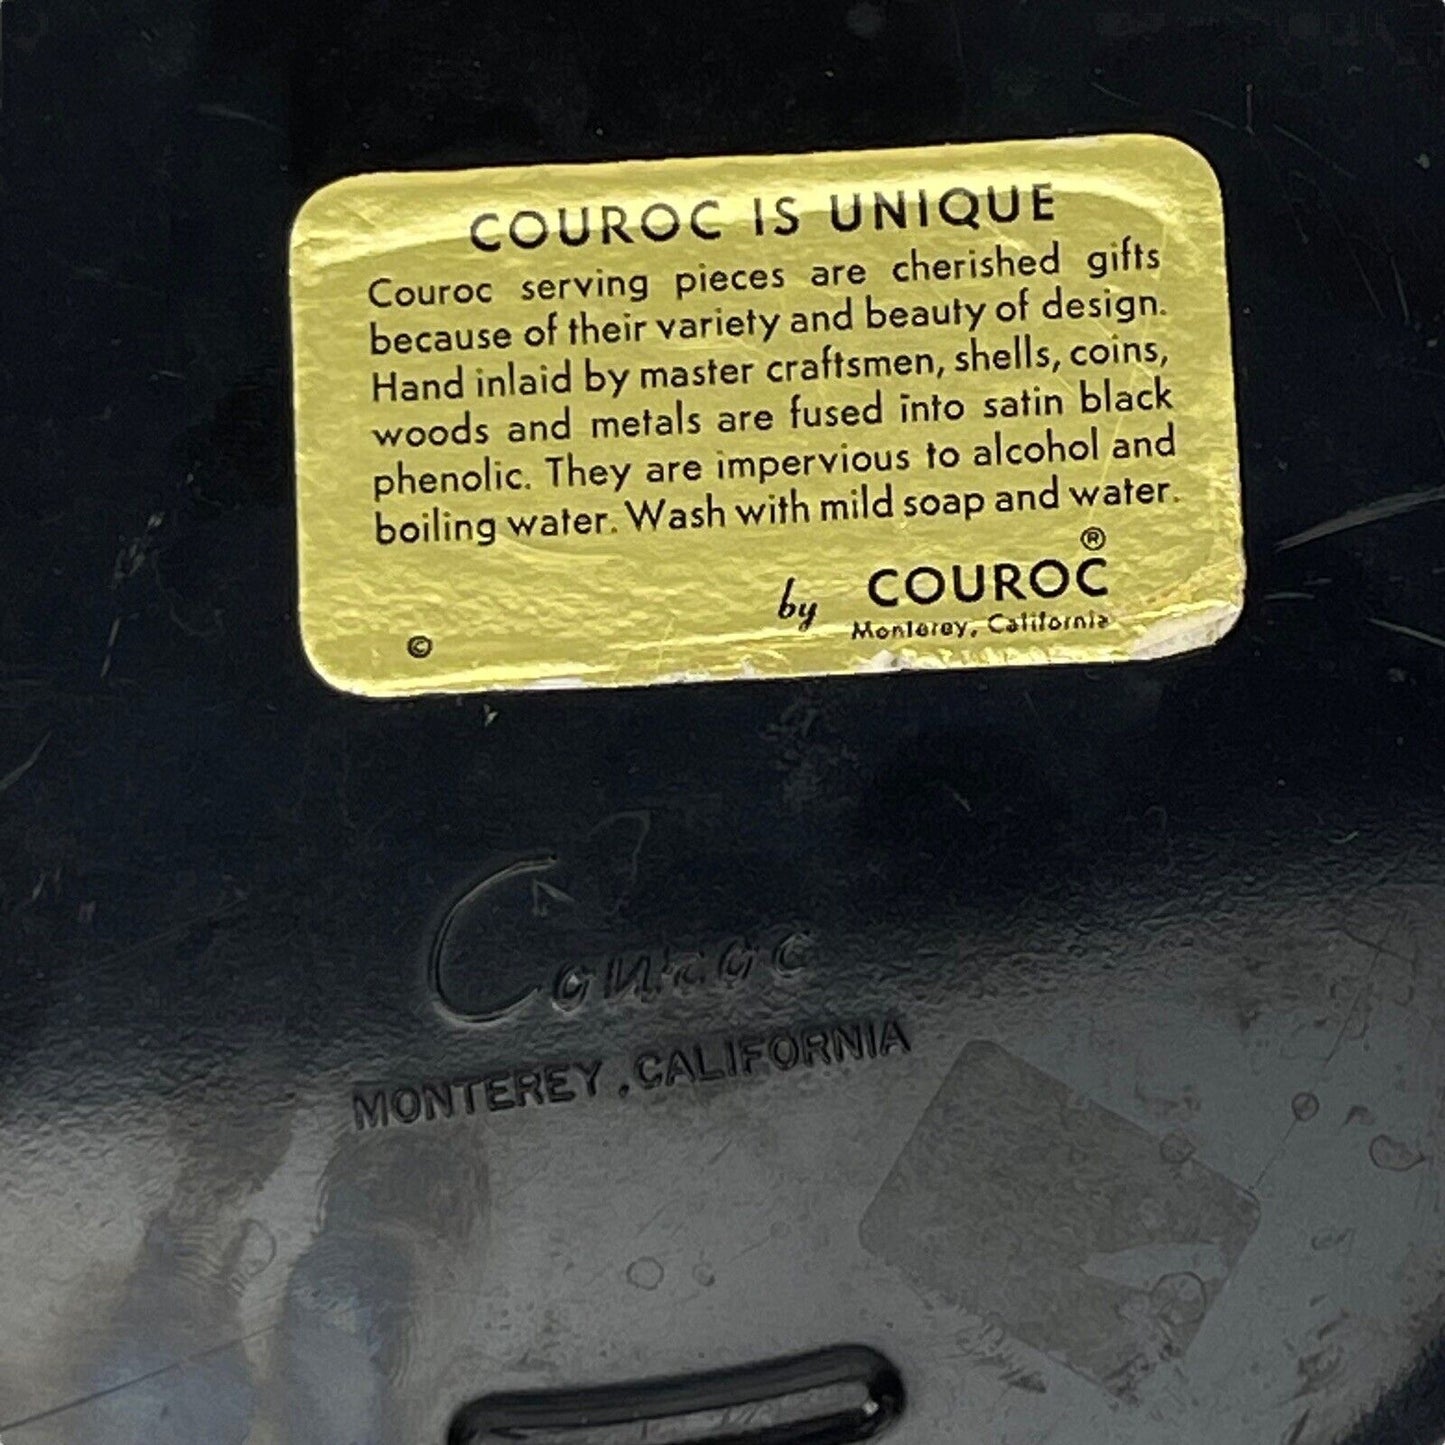 COUROC IS UNIQUE
Couroc serving pieces are cherished gifts
because of their variety and beauty of design.
Hand inlaid by master craftsmen, shells, coins,
woods and metals are fused into satin black
phenolic. They are impervious to alcohol and
boiling water. Wash with mild soap and water.
®
by COUROC
Monterey, California
©
Couroc
MONTEREY, CALIFORNIA